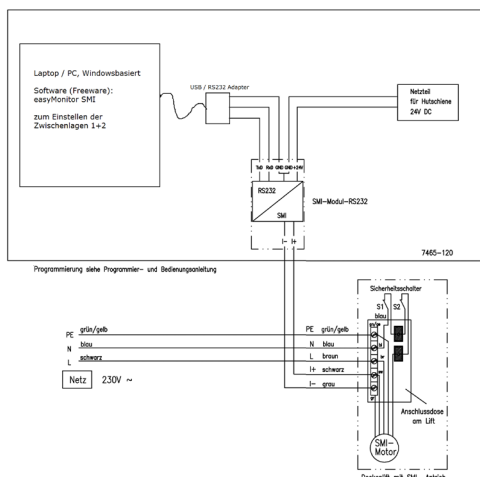 Laptop / PC, Windowsbasiert
Software (Freeware):
easyMonitor SMI
zum Einstellen der
Zwischenlagen 1+2
USB / RS232 Adapter
Netzteil
für Hutschiene
24V DC
TxD RxD GND GND +24V
RS232
SMI
SMI-Modul-RS232
I- I+
7465-120
Programmierung siehe Programmier- und Bedienungsanleitung
Sicherheitsschalter
S1 S2
blau
PE grün/gelb PE grün/gelb
N blau N blau
L schwarz L braun
I+ schwarz
I- grau
Netz 230V ~
Anschlussdose
am Lift
SMI-
Motor